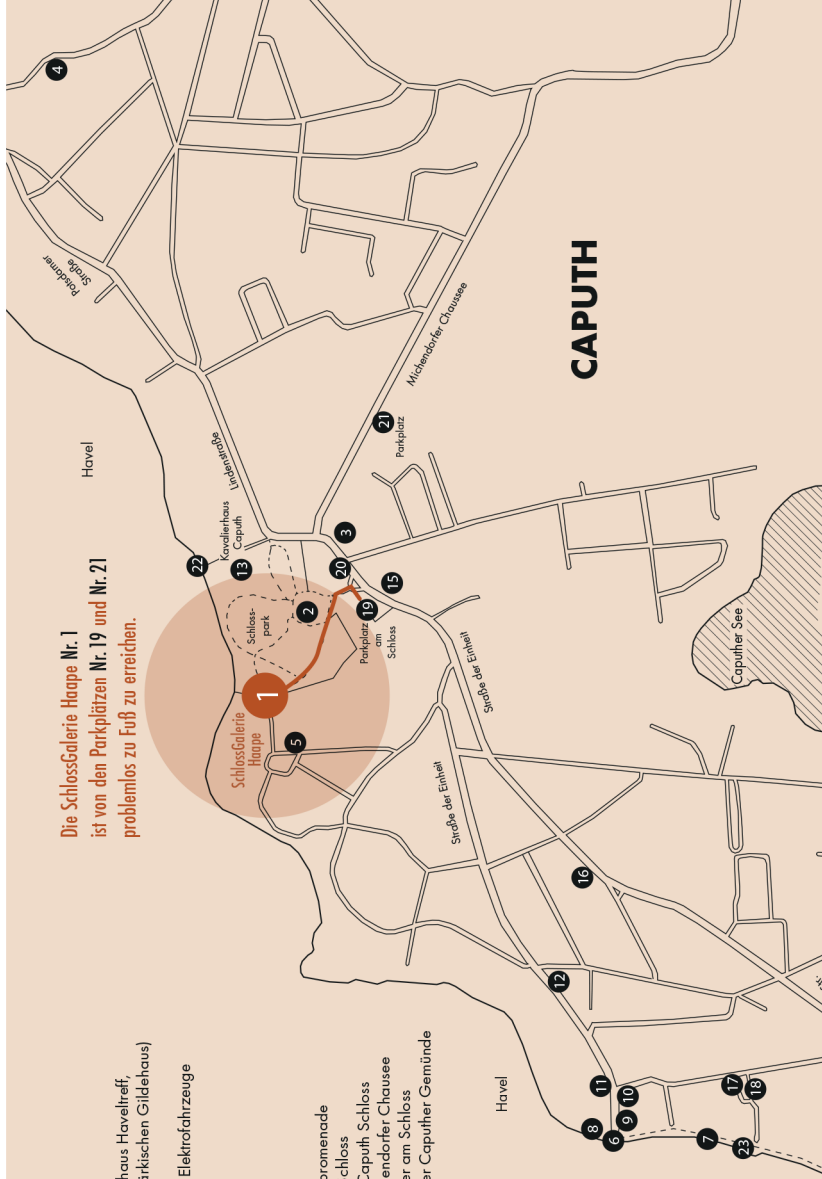 Die SchlossGalerie Haape Nr. 1
ist von den Parkplätzen Nr. 19 und Nr. 21
problemlos zu Fuß zu erreichen.
haus Haveltreff,
ärkischen Gildehaus)
Elektrofahrzeuge
promenade
chloss
Caputh Schloss
endorfer Chausee
er am Schloss
er Caputher Gemünde
Havel
Havel
CAPUTH
Potsdamer
Straße
Lindenstraße
Michendorfer Chaussee
Kavalierhaus
Caputh
Schloss-
park
SchlossGalerie
Haape
Parkplatz
am
Schloss
Parkplatz
Straße der Einheit
Straße der Einheit
Caputher See
1
2
3
4
5
6
7
8
9
10
11
12
13
15
16
17
18
19
20
21
22
23